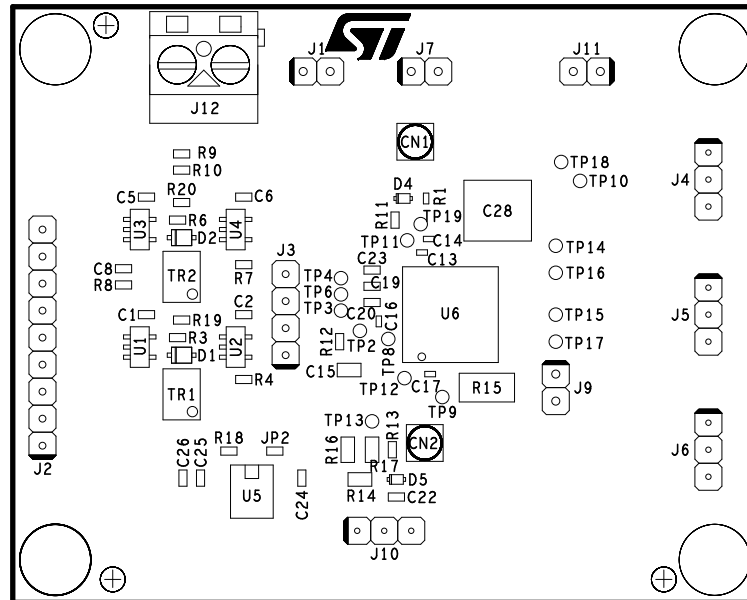 ST
J1
J7
J11
J12
CN1
R9
R10
TP18
TP10
J4
D4
R1
C5
R20
C6
R11
TP19
C28
U3
R6
D2
U4
TP11
C14
C13
TP14
J3
C23
TP16
C8
R8
TR2
R7
TP4
TP6
TP3
C19
J5
C1
R19
C2
C20
C16
U6
TP15
U1
R3
D1
U2
R12
TP2
TP8
TP17
C15
TP12
C17
R15
J9
TR1
R4
TP9
TP13
R18
JP2
R16
R13
CN2
J6
J2
C26
C25
R17
U5
C24
R14
D5
C22
J10